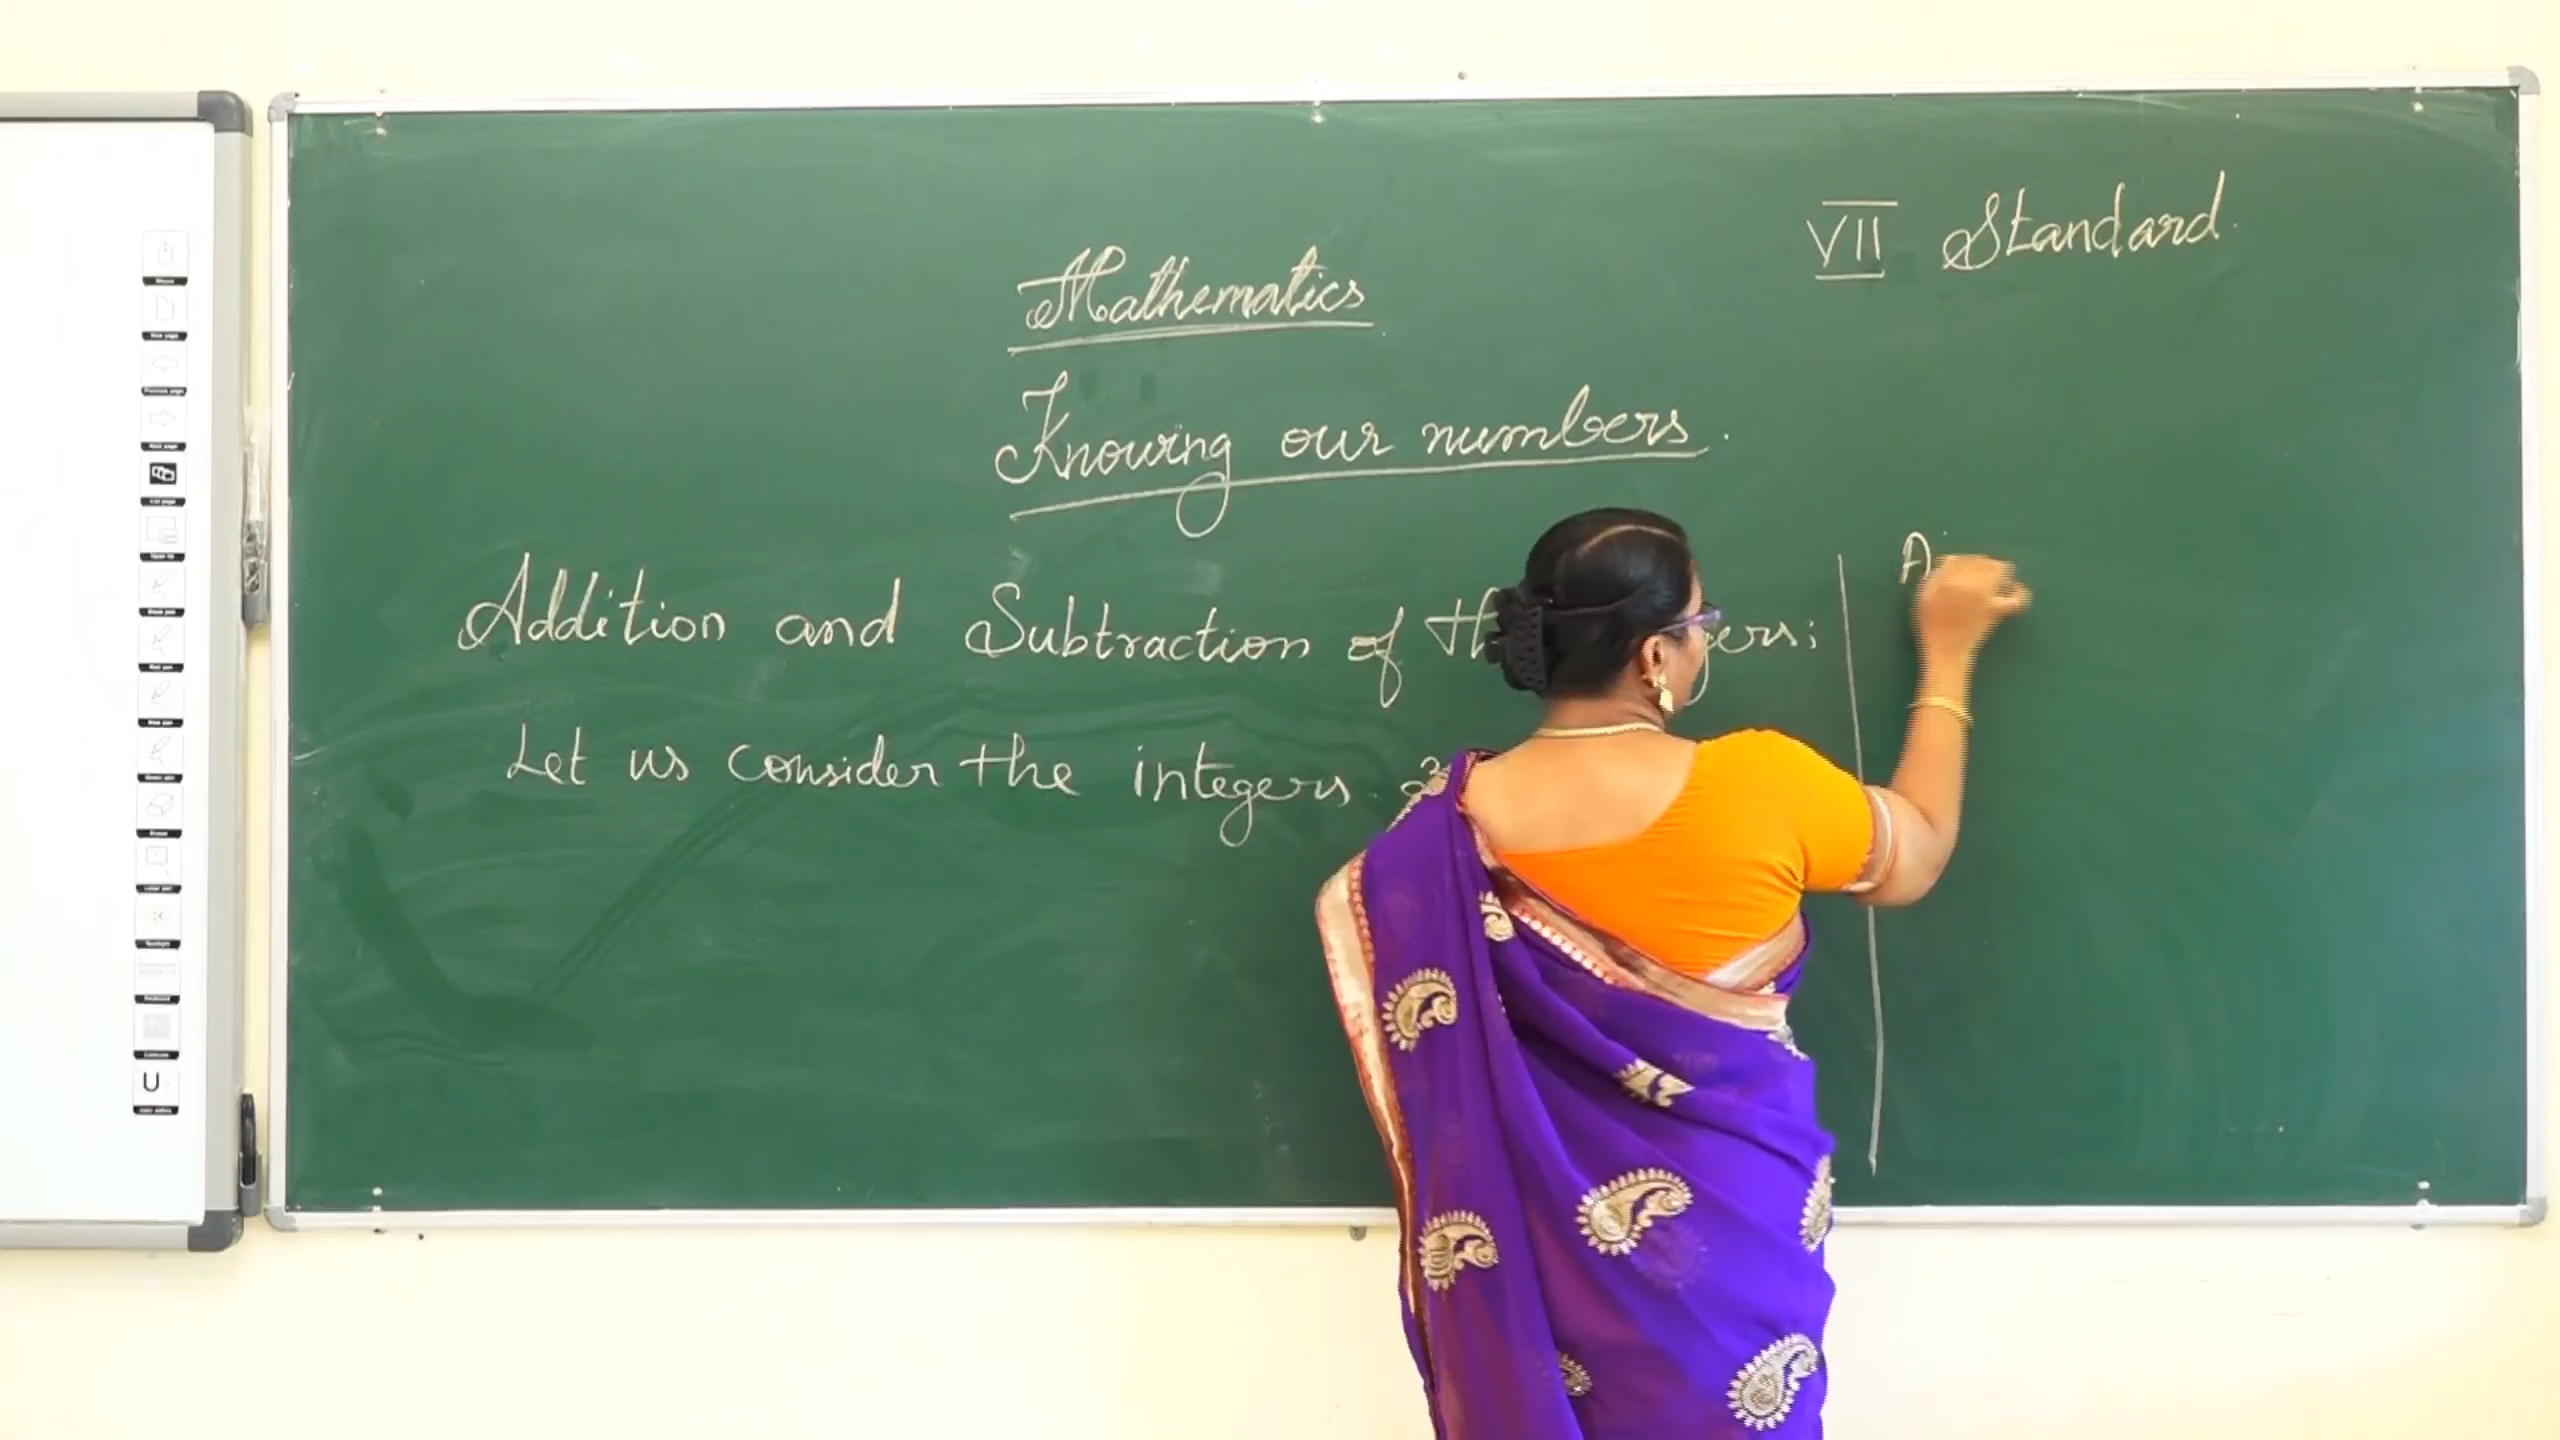 VII Standard.
Mathematics
Knowing our numbers.
Addition and Subtraction of
Let us consider the integers